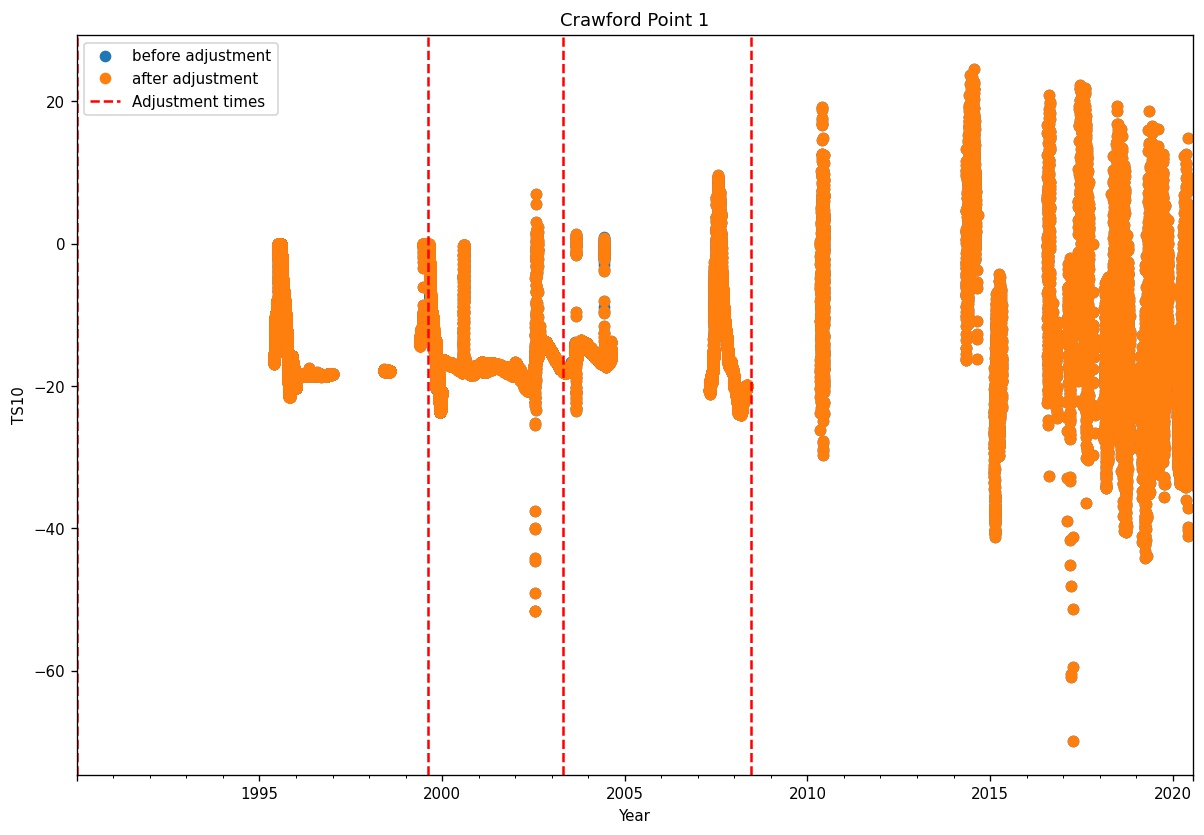 Crawford Point 1
before adjustment
after adjustment
Adjustment times
20
0
−20
−40
−60
TS10
1995
2000
2005
2010
2015
2020
Year